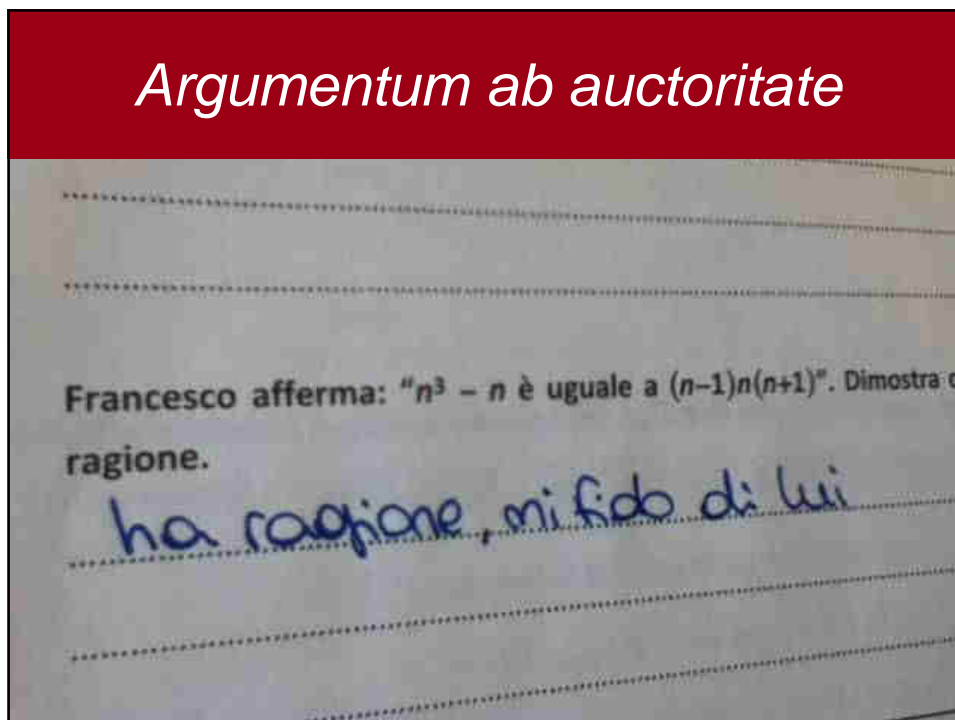 Argumentum ab auctoritate
Francesco afferma: "n³ – n è uguale a (n–1)n(n+1)". Dimostra
ragione.
ha ragione, mi fido di lui